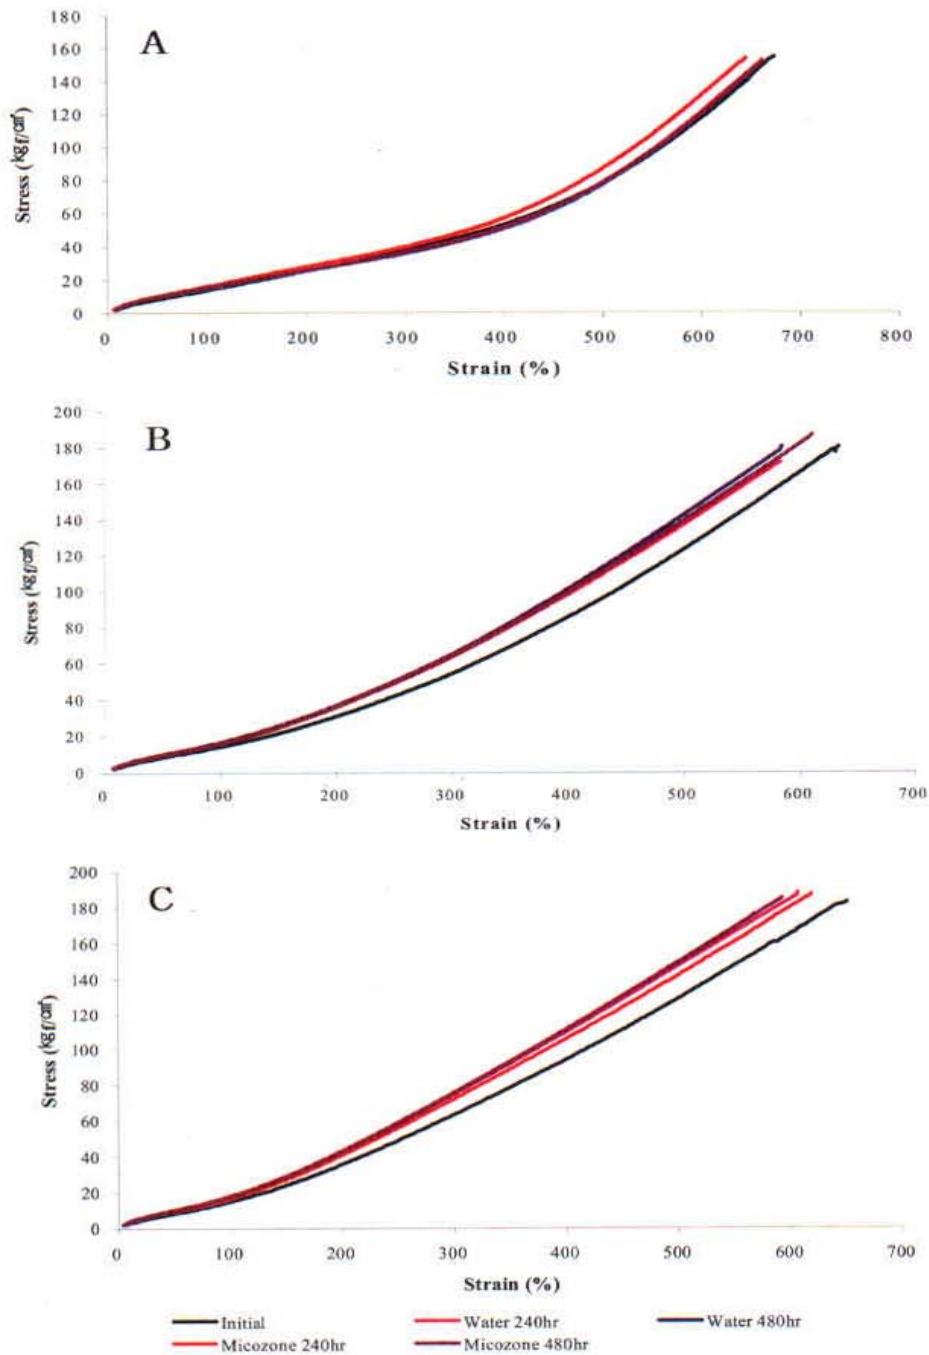 A
180
160
140
120
100
80
60
40
20
0
Stress (kgf/㎠)
0 100 200 300 400 500 600 700 800
Strain (%)
B
200
180
160
140
120
100
80
60
40
20
0
Stress (kgf/㎠)
0 100 200 300 400 500 600 700
Strain (%)
C
200
180
160
140
120
100
80
60
40
20
0
Stress (kgf/㎠)
0 100 200 300 400 500 600 700
Strain (%)
Initial Water 240hr Water 480hr
Micozone 240hr Micozone 480hr